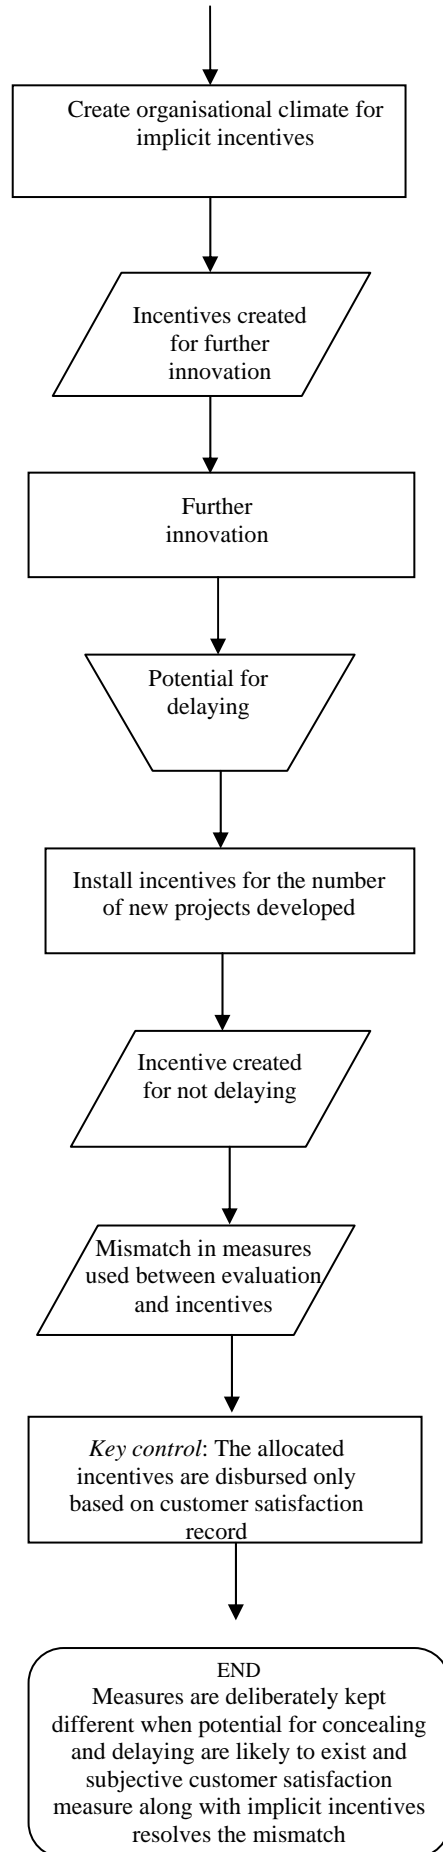 Create organisational climate for
implicit incentives
Incentives created
for further
innovation
Further
innovation
Potential for
delaying
Install incentives for the number
of new projects developed
Incentive created
for not delaying
Mismatch in measures
used between evaluation
and incentives
Key control: The allocated
incentives are disbursed only
based on customer satisfaction
record
END
Measures are deliberately kept
different when potential for concealing
and delaying are likely to exist and
subjective customer satisfaction
measure along with implicit incentives
resolves the mismatch